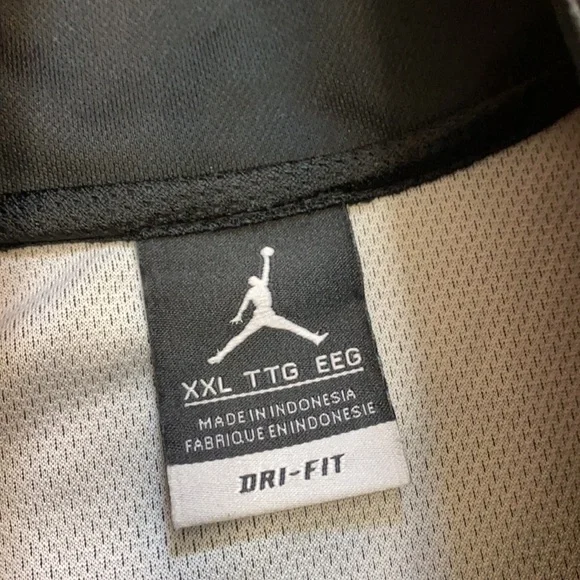 XXL TTG EEG
MADE IN INDONESIA
FABRIQUE EN INDONESIE
DRI-FIT